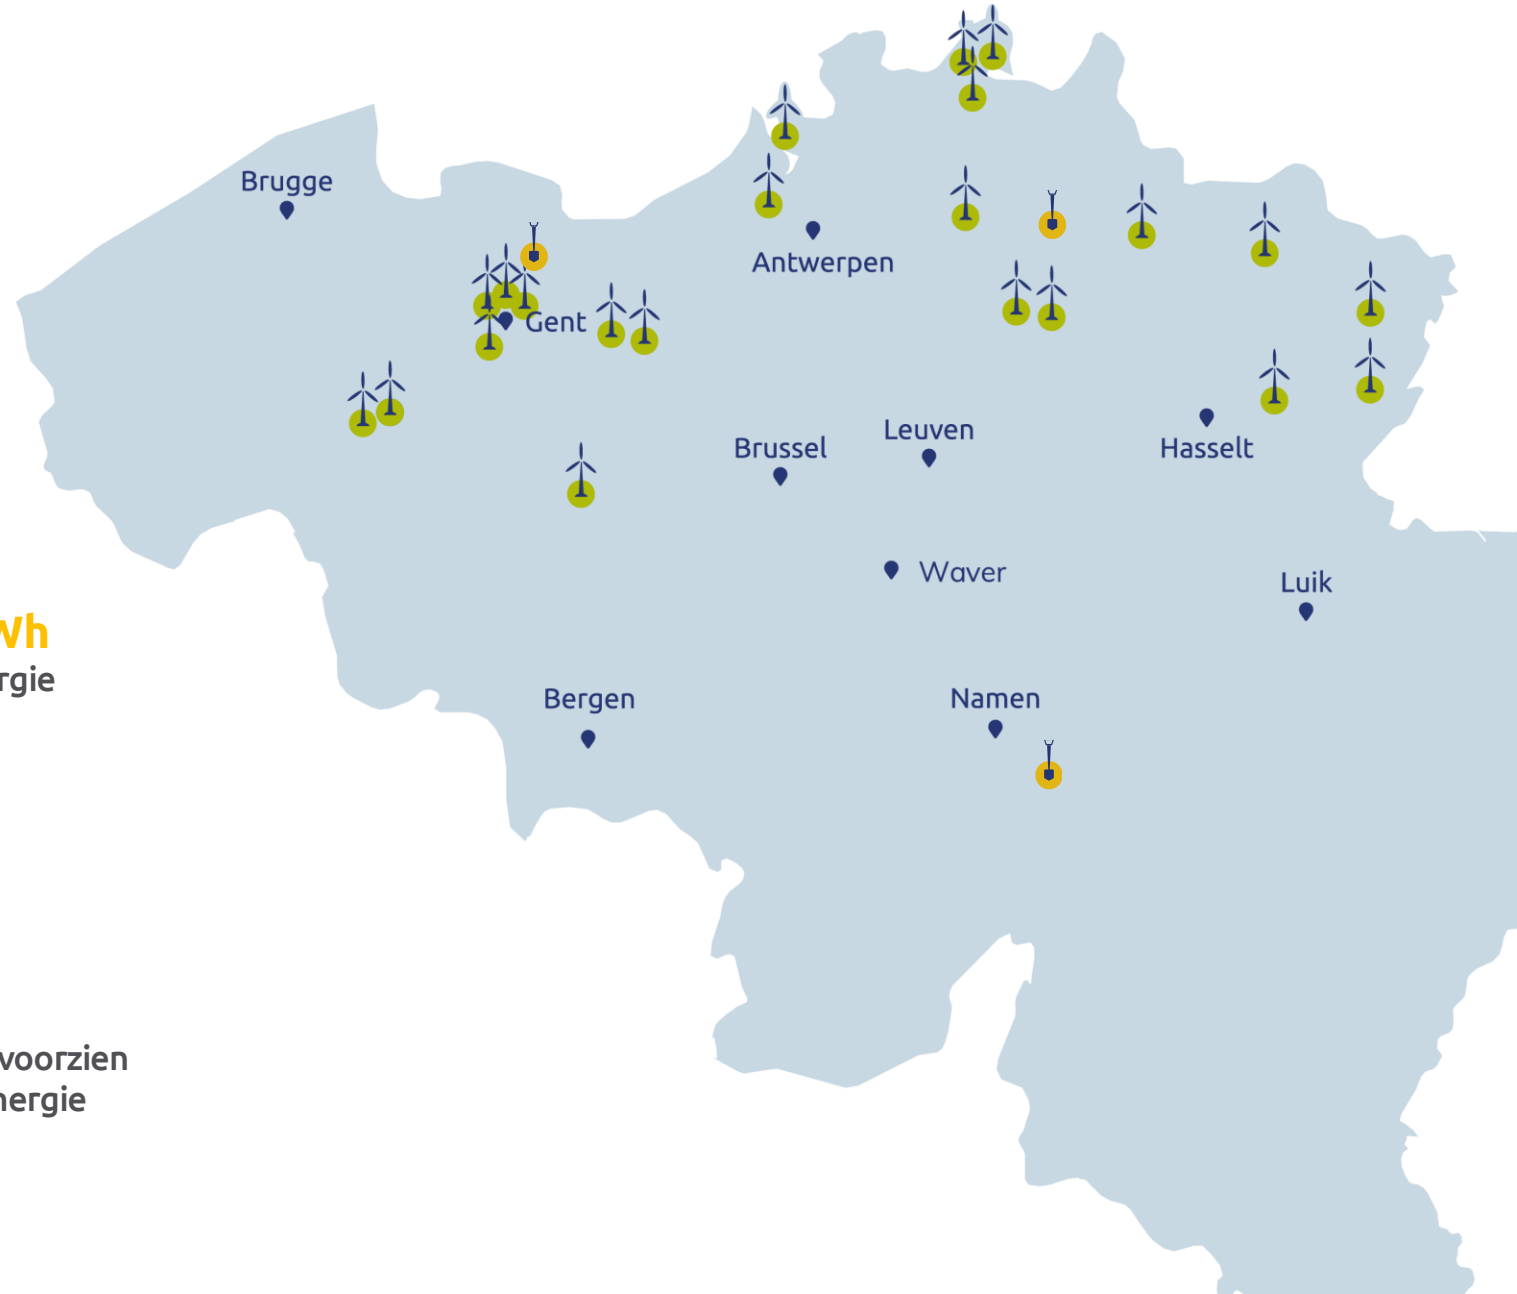 Brugge
Antwerpen
Gent
Leuven
Brussel
Hasselt
Waver
Luik
Wh
rgie
Bergen
Namen
voorzien
nergie